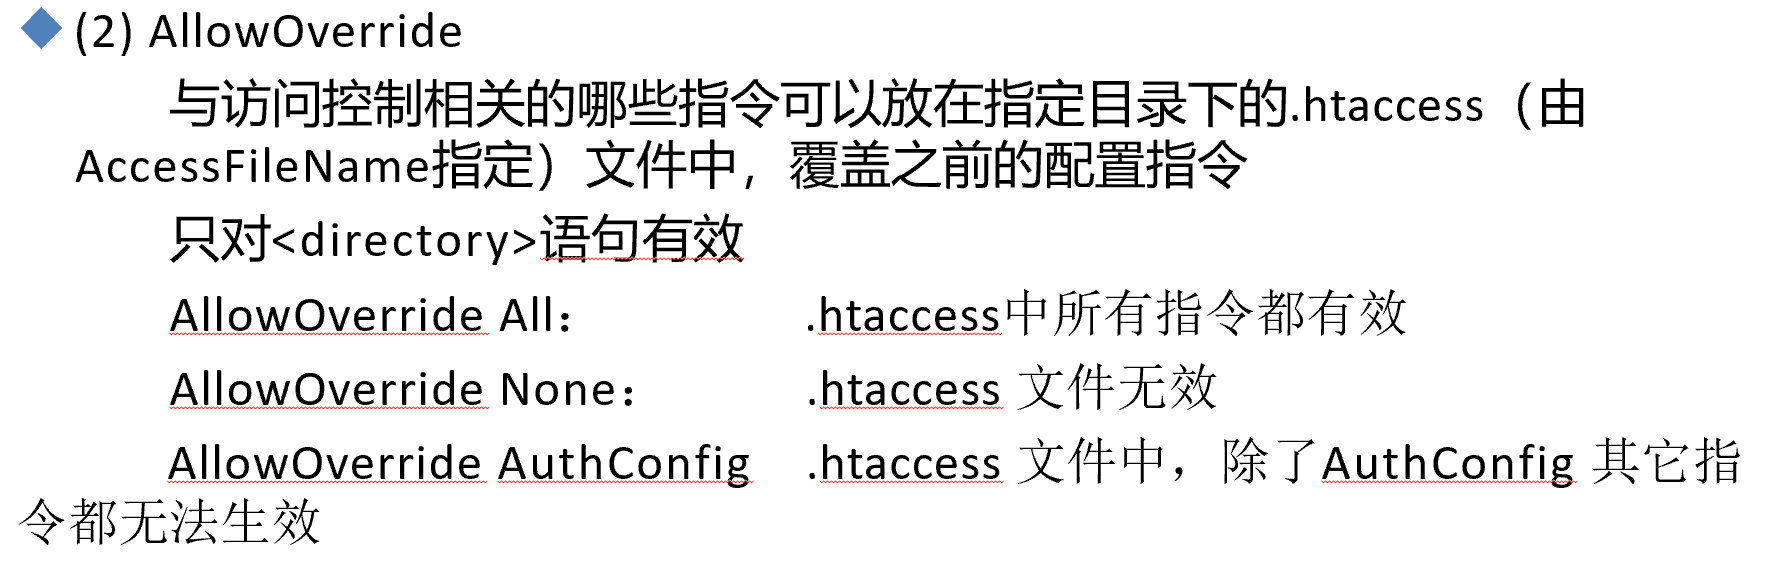 (2) AllowOverride
与访问控制相关的哪些指令可以放在指定目录下的.htaccess（由
AccessFileName指定）文件中，覆盖之前的配置指令
只对<directory>语句有效
AllowOverride All： .htaccess中所有指令都有效
AllowOverride None： .htaccess 文件无效
AllowOverride AuthConfig .htaccess 文件中，除了AuthConfig 其它指
令都无法生效